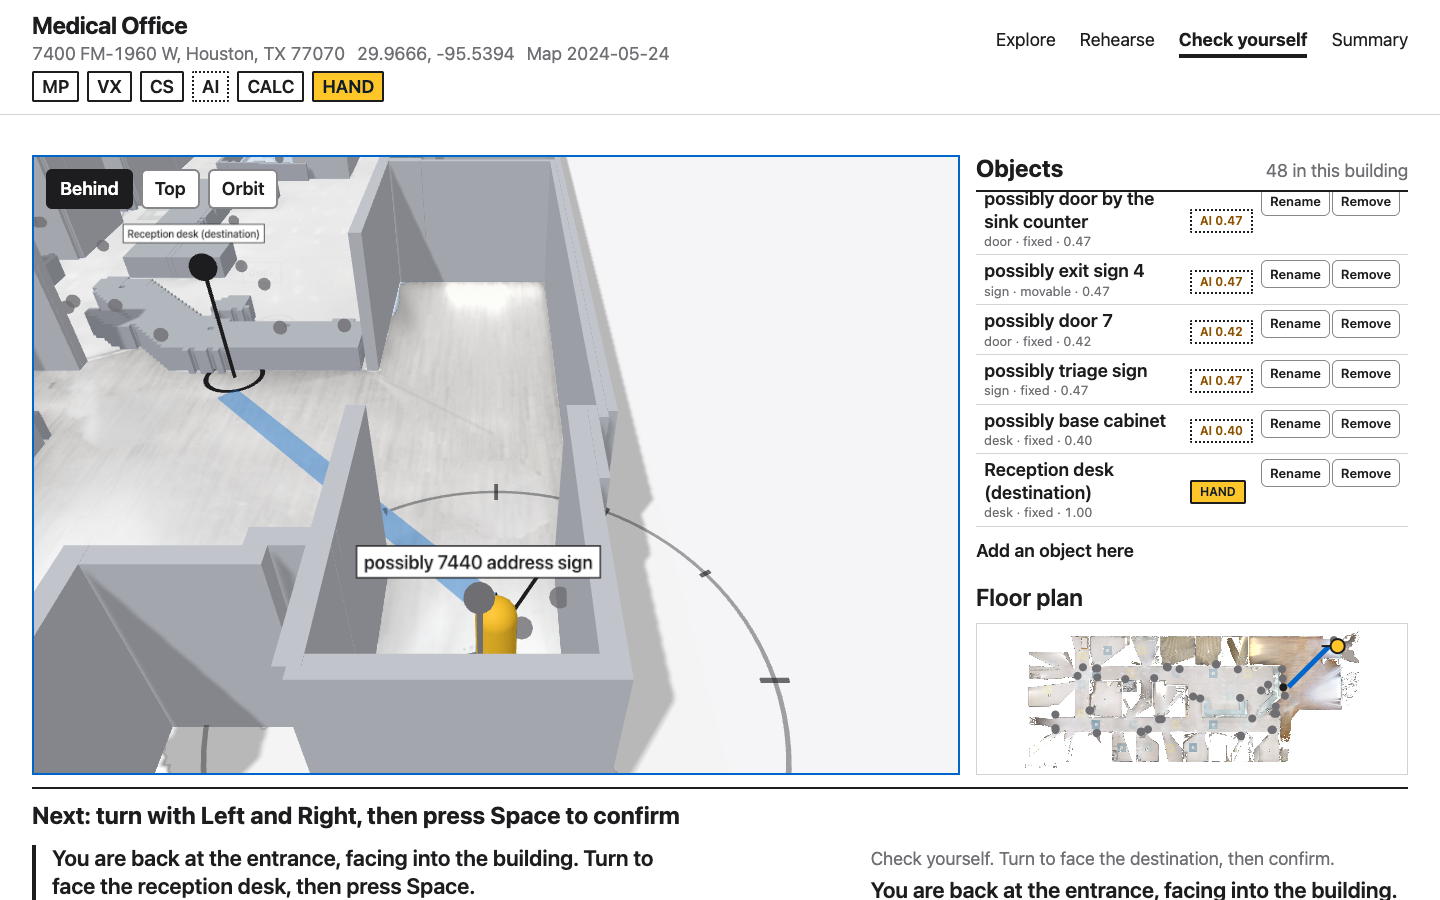 Medical Office
7400 FM-1960 W, Houston, TX 77070 29.9666, -95.5394 Map 2024-05-24
MP VX CS AI CALC HAND
Explore Rehearse Check yourself Summary
Behind Top Orbit
Reception desk (destination)
possibly 7440 address sign
Objects 48 in this building
possibly door by the
sink counter
door · fixed · 0.47
AI 0.47 Rename Remove
possibly exit sign 4
sign · movable · 0.47
AI 0.47 Rename Remove
possibly door 7
door · fixed · 0.42
AI 0.42 Rename Remove
possibly triage sign
sign · fixed · 0.47
AI 0.47 Rename Remove
possibly base cabinet
desk · fixed · 0.40
AI 0.40 Rename Remove
Reception desk
(destination)
desk · fixed · 1.00
HAND Rename Remove
Add an object here
Floor plan
Next: turn with Left and Right, then press Space to confirm
You are back at the entrance, facing into the building. Turn to
face the reception desk, then press Space.
Check yourself. Turn to face the destination, then confirm.
You are back at the entrance, facing into the building.